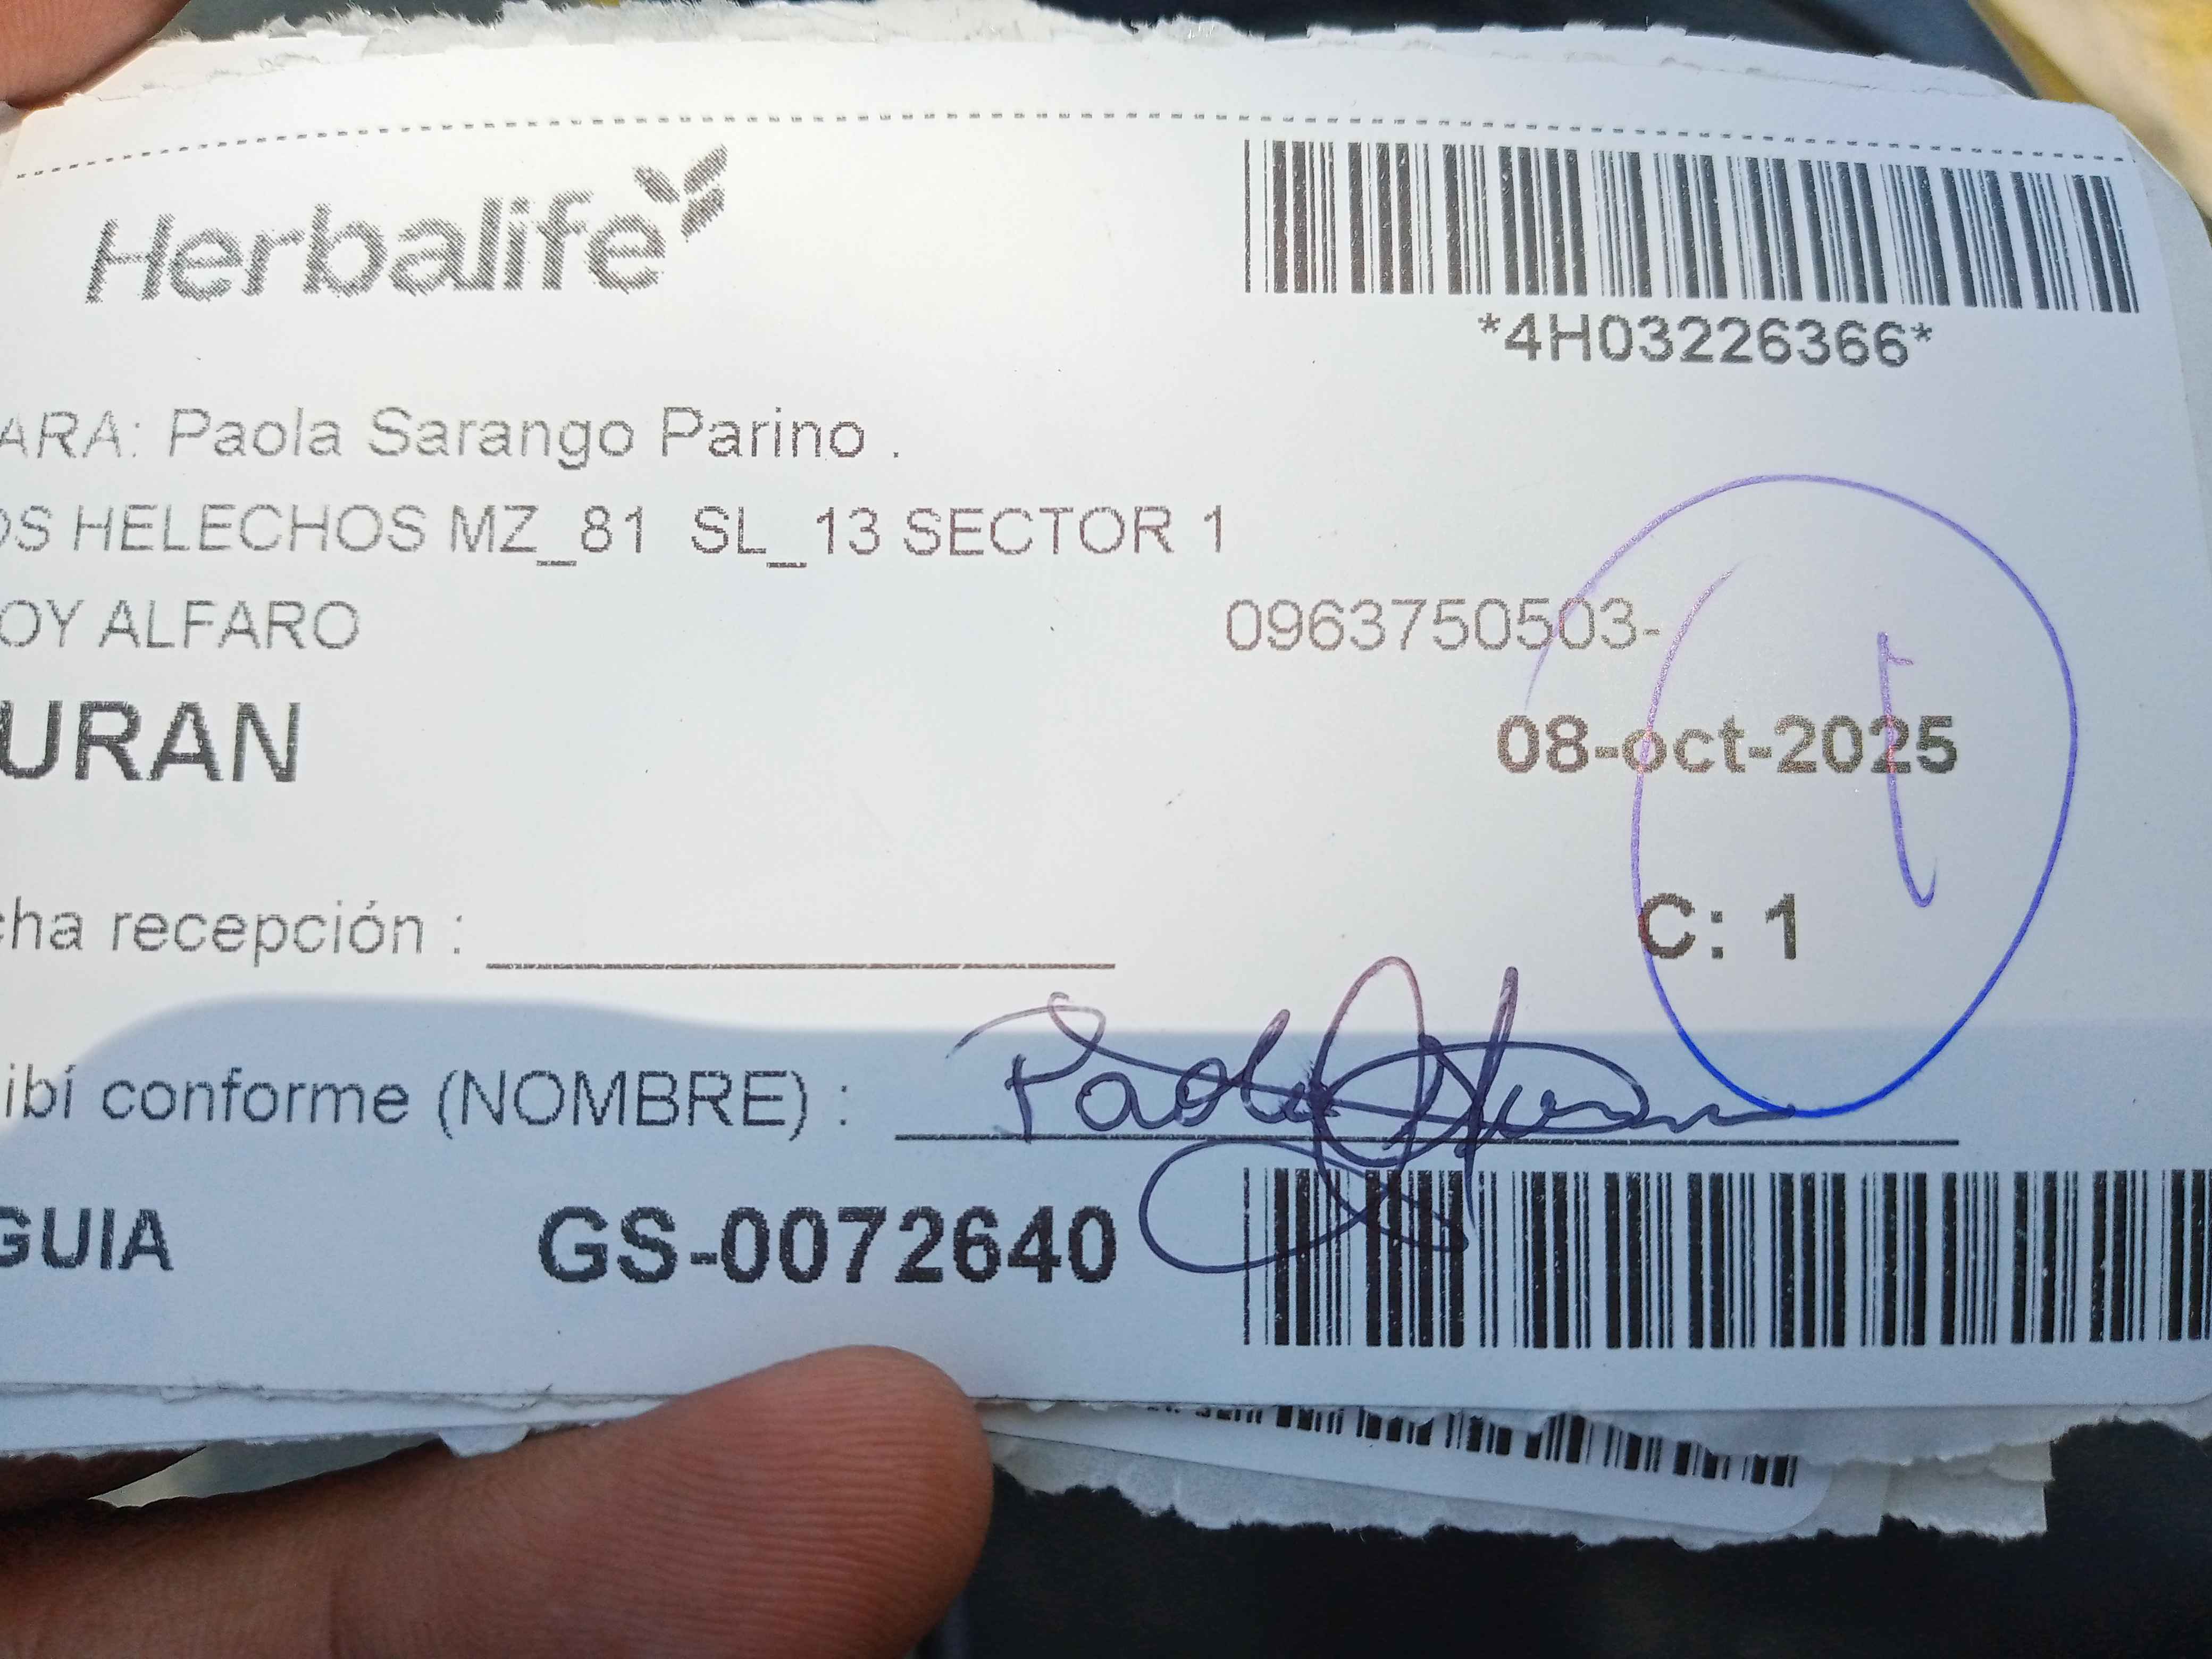 Herbalife
*4H03226366*
ARA: Paola Sarango Parino .
OS HELECHOS MZ_81 SL_13 SECTOR 1
OY ALFARO 0963750503-
URAN 08-oct-2025
cha recepción :
C: 1
ibí conforme (NOMBRE) : Paola
GUIA GS-0072640